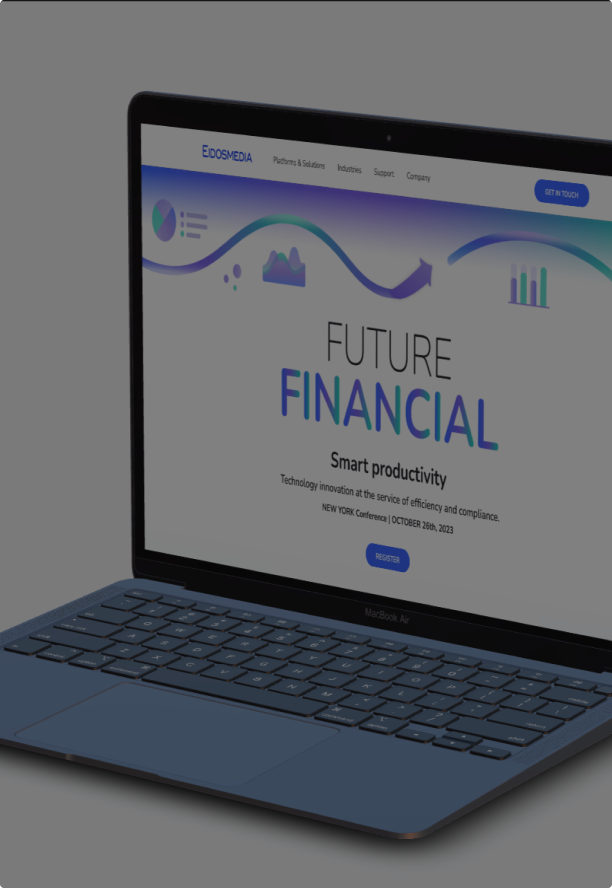 EIDOSMEDIA
Platforms & Solutions Industries Support Company
GET IN TOUCH
FUTURE
FINANCIAL
Smart productivity
Technology innovation at the service of efficiency and compliance.
NEW YORK Conference | OCTOBER 26th, 2023
REGISTER
MacBook Air